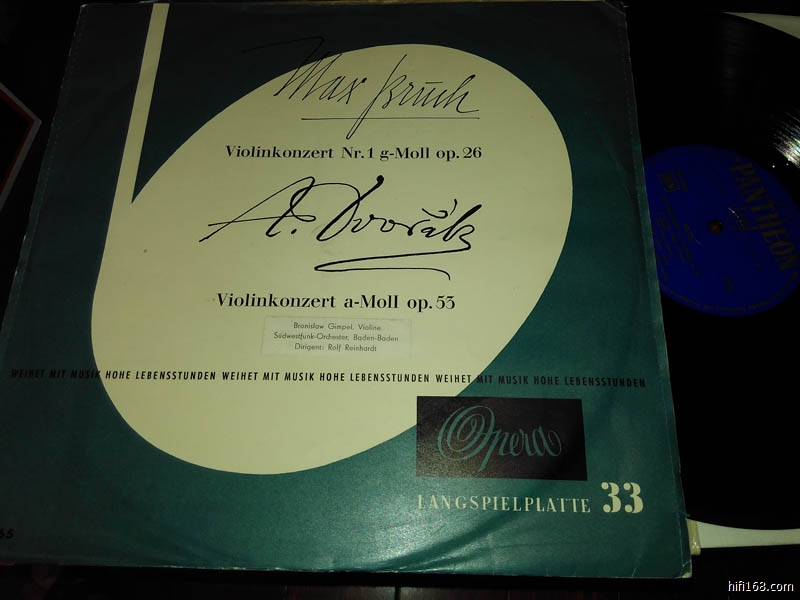 Max Bruch
Violinkonzert Nr. 1 g-Moll op. 26
A. Dvořák
Violinkonzert a-Moll op. 53
Bronislaw Gimpel, Violine
Südwestfunk-Orchester, Baden-Baden
Dirigent: Rolf Reinhardt
WEIHET MIT MUSIK HOHE LEBENSSTUNDEN WEIHET MIT MUSIK HOHE LEBENSSTUNDEN WEIHET MIT MUSIK HOHE LEBENSSTUNDEN
Opera
LANGSPIELPLATTE 33
65
PANTHEON
hifi168.com